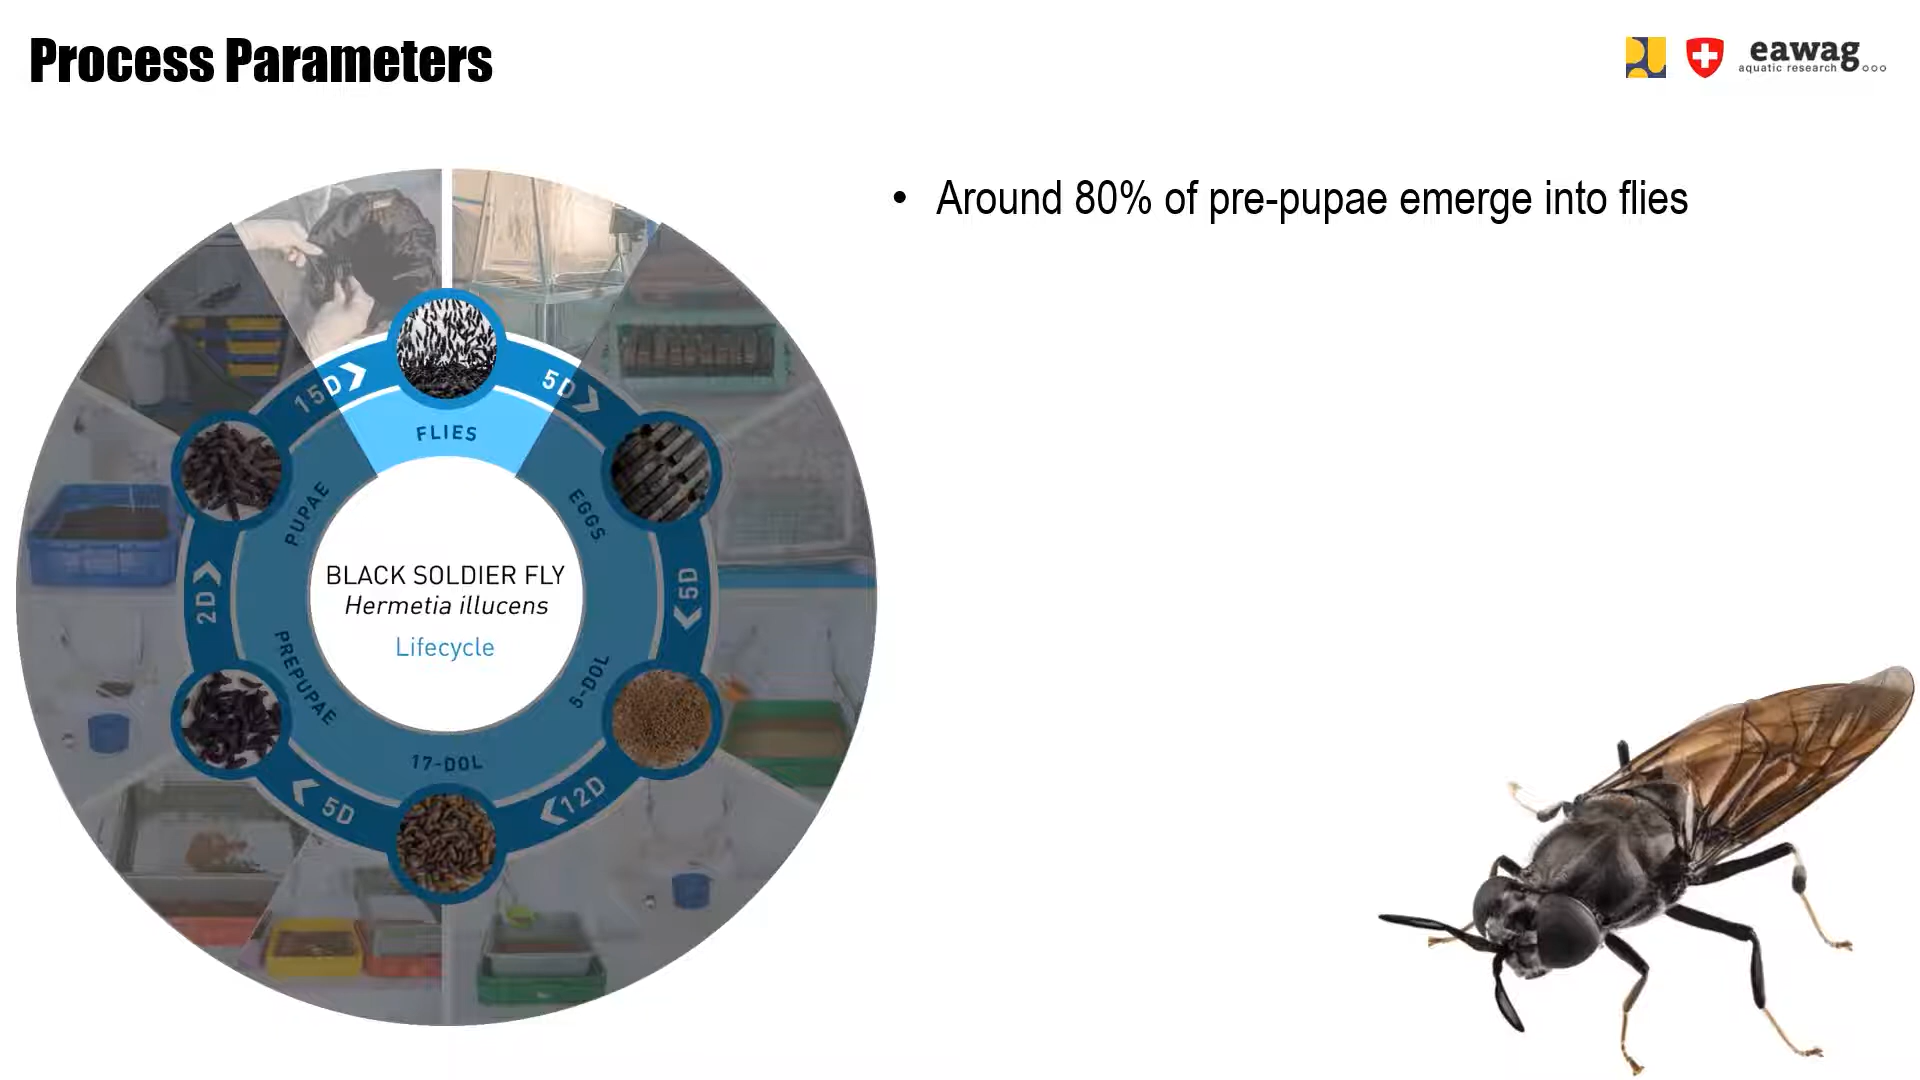 Process Parameters
eawag
aquatic research
• Around 80% of pre-pupae emerge into flies
15D
5D
FLIES
PUPAE
EGGS
2D
5D
BLACK SOLDIER FLY
Hermetia illucens
Lifecycle
PREPUPAE
5-DOL
17-DOL
5D
12D